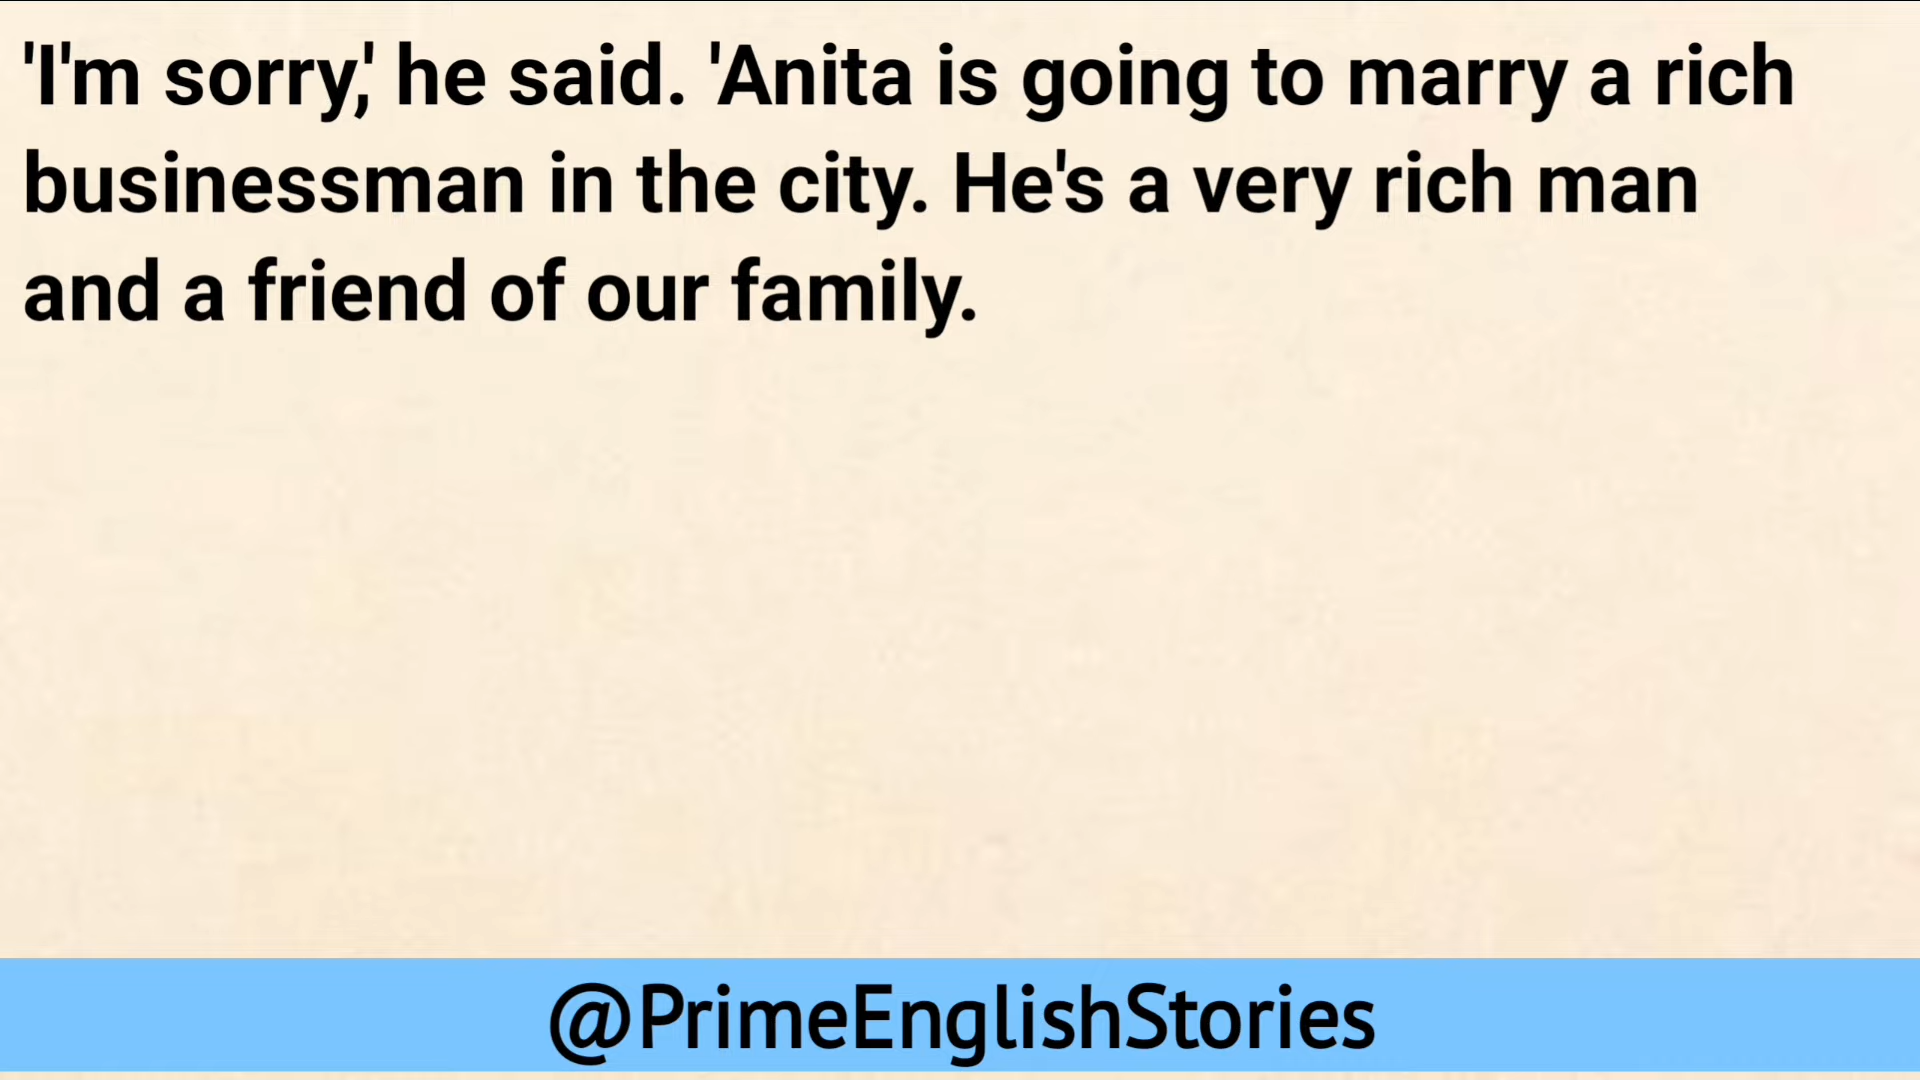 'I'm sorry,' he said. 'Anita is going to marry a rich
businessman in the city. He's a very rich man
and a friend of our family.
@PrimeEnglishStories